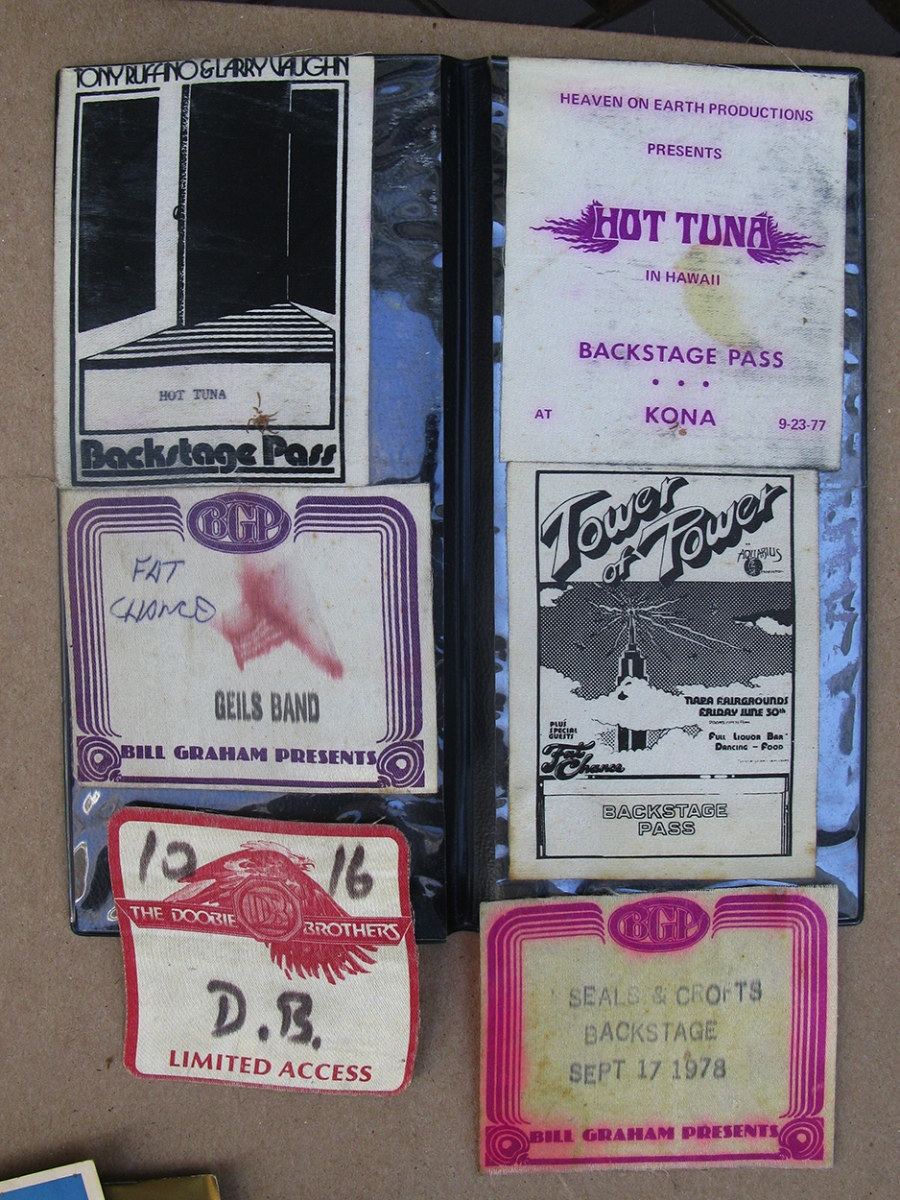 TONY RUFFINO & LARRY VAUGHN
HOT TUNA
Backstage Pass
HEAVEN ON EARTH PRODUCTIONS
PRESENTS
HOT TUNA
IN HAWAII
BACKSTAGE PASS
• • •
AT KONA 9-23-77
BGP
FAT
CHANCE
GEILS BAND
BILL GRAHAM PRESENTS
Tower
of Power
AQUARIUS
NAPA FAIRGROUNDS
FRIDAY JUNE 30th
PLUS
SPECIAL
GUESTS
Fat
Chance
FULL LIQUOR BAR
DANCING - FOOD
BACKSTAGE
PASS
10 16
THE DOOBIE DB BROTHERS
D.B.
LIMITED ACCESS
BGP
SEALS & CROFTS
BACKSTAGE
SEPT 17 1978
BILL GRAHAM PRESENTS